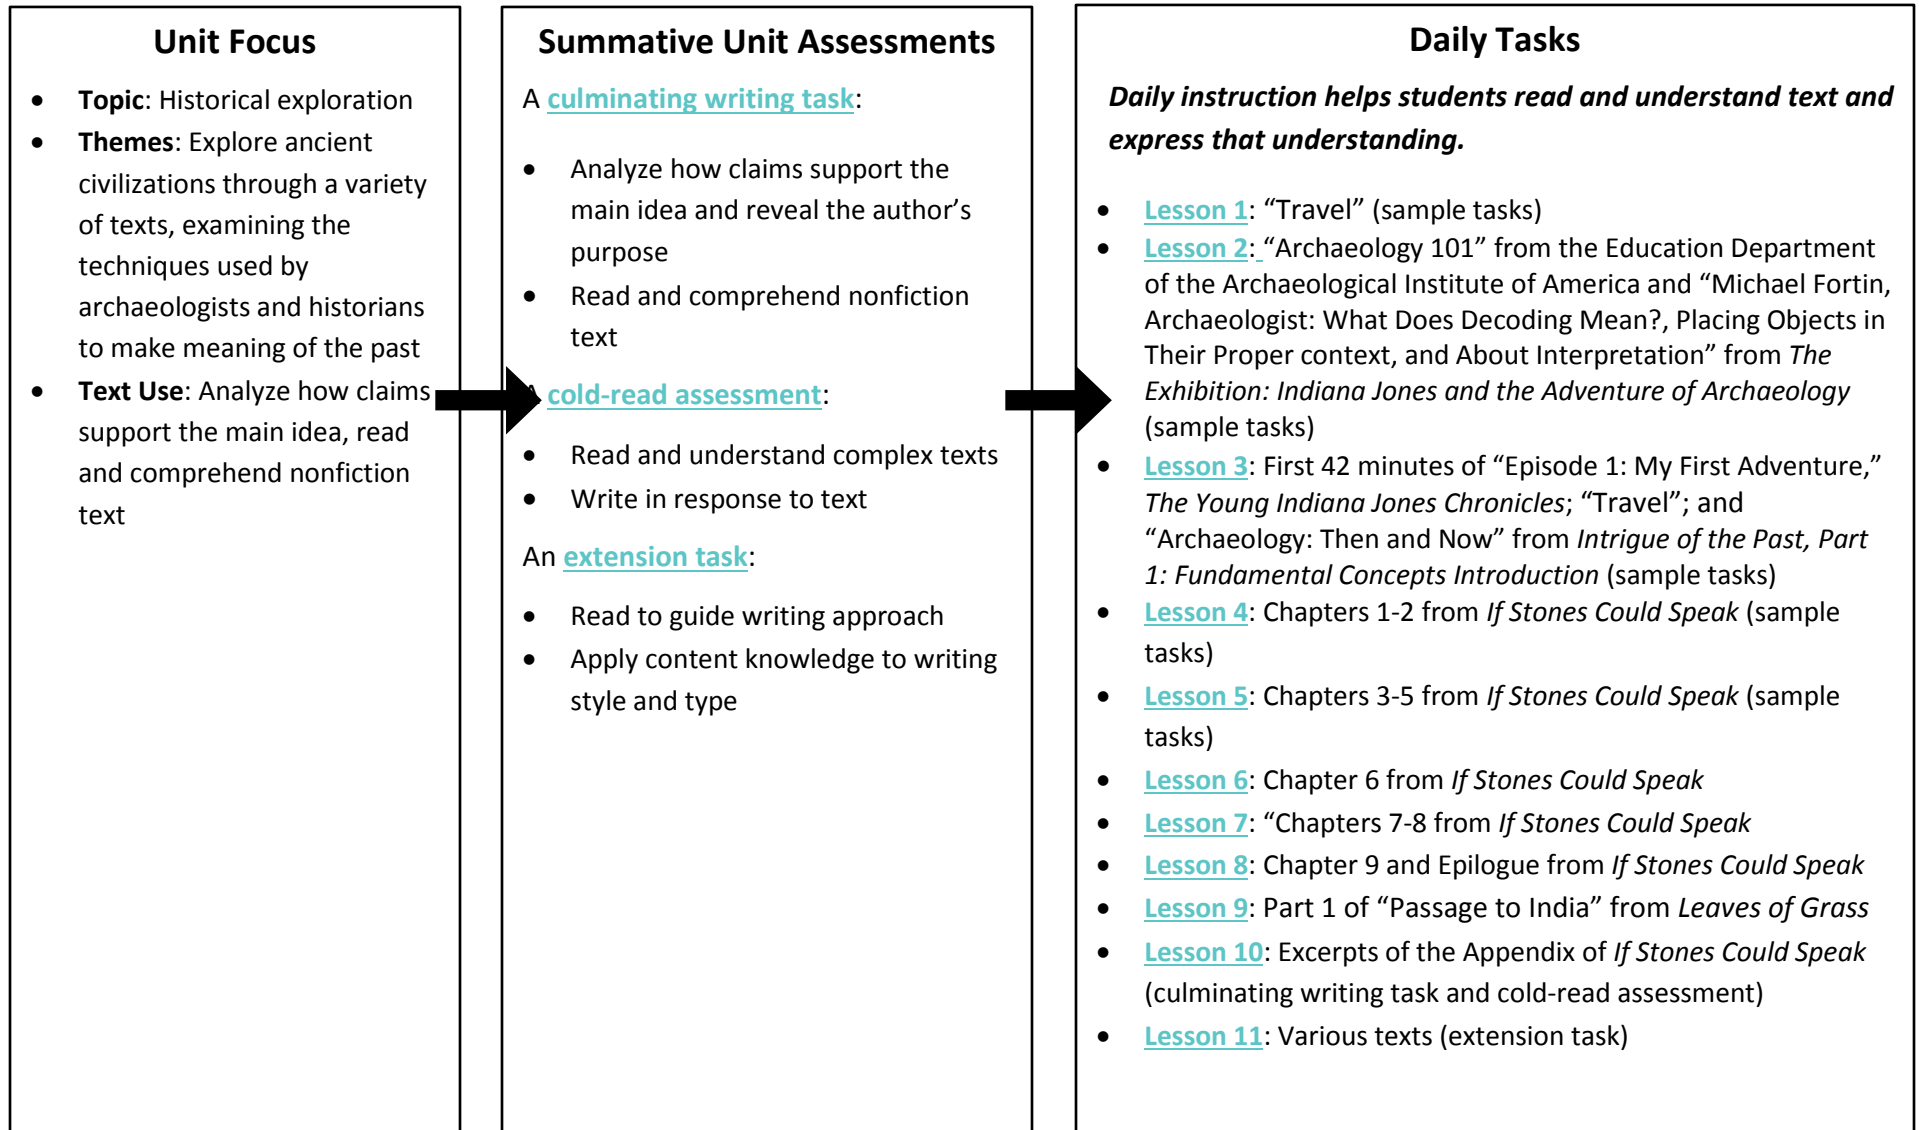 Unit Focus
• Topic: Historical exploration
• Themes: Explore ancient
civilizations through a variety
of texts, examining the
techniques used by
archaeologists and historians
to make meaning of the past
• Text Use: Analyze how claims
support the main idea, read
and comprehend nonfiction
text
Summative Unit Assessments
A culminating writing task:
• Analyze how claims support the
main idea and reveal the author’s
purpose
• Read and comprehend nonfiction
text
A cold-read assessment:
• Read and understand complex texts
• Write in response to text
An extension task:
• Read to guide writing approach
• Apply content knowledge to writing
style and type
Daily Tasks
Daily instruction helps students read and understand text and
express that understanding.
• Lesson 1: “Travel” (sample tasks)
• Lesson 2: “Archaeology 101” from the Education Department
of the Archaeological Institute of America and “Michael Fortin,
Archaeologist: What Does Decoding Mean?, Placing Objects in
Their Proper context, and About Interpretation” from The
Exhibition: Indiana Jones and the Adventure of Archaeology
(sample tasks)
• Lesson 3: First 42 minutes of “Episode 1: My First Adventure,”
The Young Indiana Jones Chronicles; “Travel”; and
“Archaeology: Then and Now” from Intrigue of the Past, Part
1: Fundamental Concepts Introduction (sample tasks)
• Lesson 4: Chapters 1-2 from If Stones Could Speak (sample
tasks)
• Lesson 5: Chapters 3-5 from If Stones Could Speak (sample
tasks)
• Lesson 6: Chapter 6 from If Stones Could Speak
• Lesson 7: “Chapters 7-8 from If Stones Could Speak
• Lesson 8: Chapter 9 and Epilogue from If Stones Could Speak
• Lesson 9: Part 1 of “Passage to India” from Leaves of Grass
• Lesson 10: Excerpts of the Appendix of If Stones Could Speak
(culminating writing task and cold-read assessment)
• Lesson 11: Various texts (extension task)